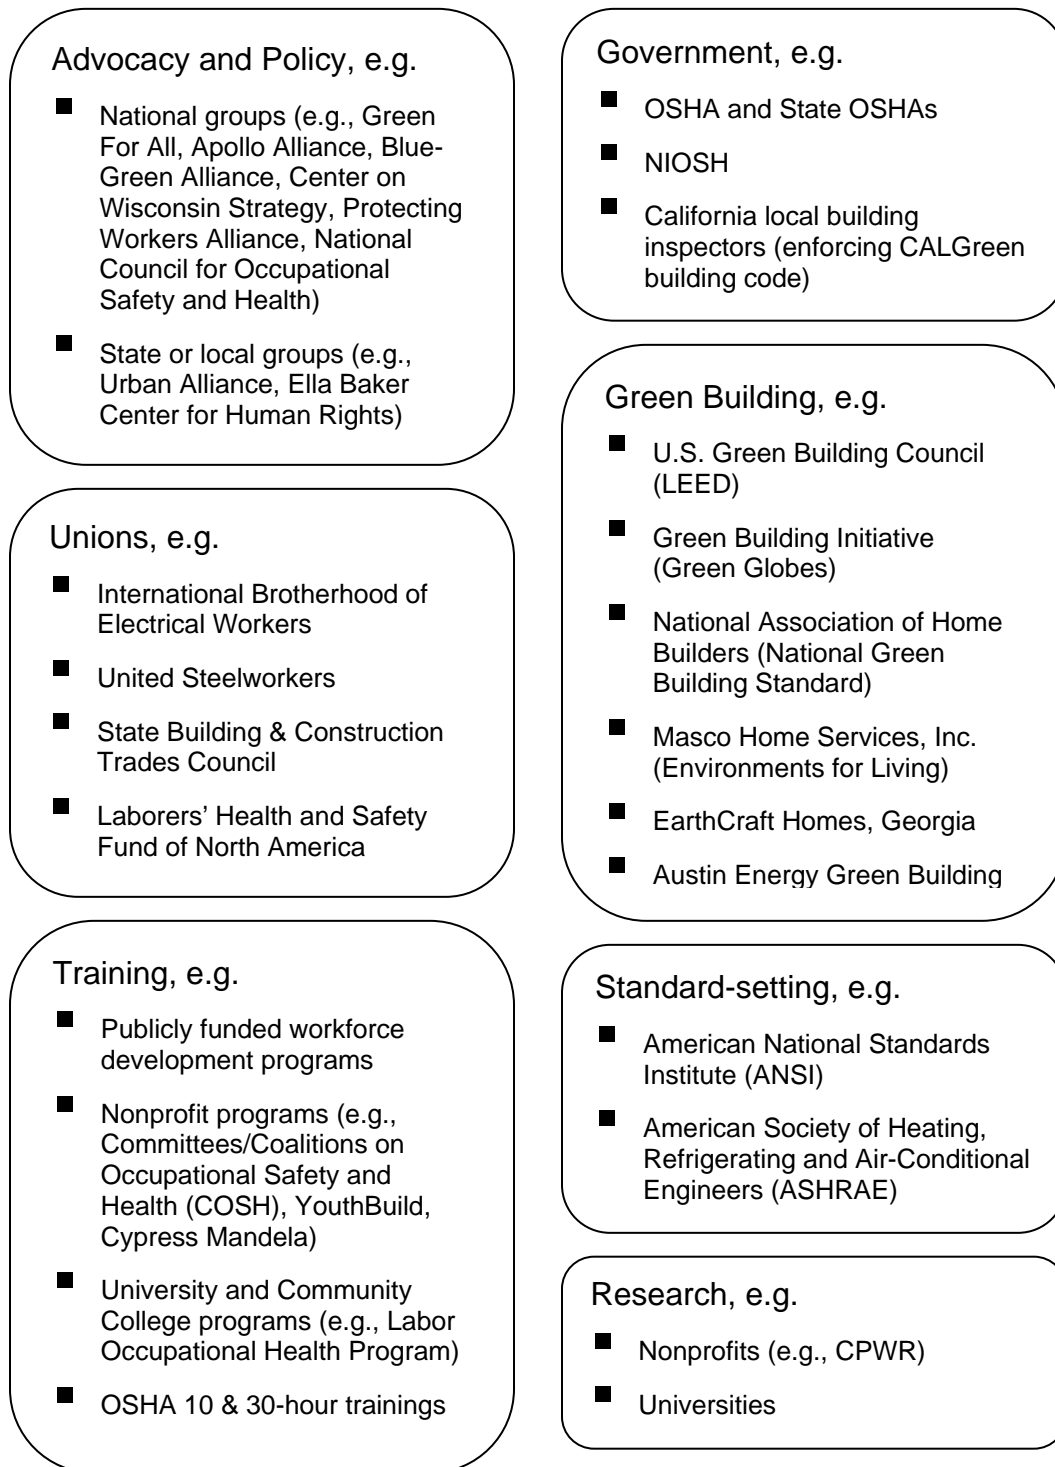 Advocacy and Policy, e.g.
■ National groups (e.g., Green
For All, Apollo Alliance, Blue-
Green Alliance, Center on
Wisconsin Strategy, Protecting
Workers Alliance, National
Council for Occupational
Safety and Health)
■ State or local groups (e.g.,
Urban Alliance, Ella Baker
Center for Human Rights)
Unions, e.g.
■ International Brotherhood of
Electrical Workers
■ United Steelworkers
■ State Building & Construction
Trades Council
■ Laborers’ Health and Safety
Fund of North America
Training, e.g.
■ Publicly funded workforce
development programs
■ Nonprofit programs (e.g.,
Committees/Coalitions on
Occupational Safety and
Health (COSH), YouthBuild,
Cypress Mandela)
■ University and Community
College programs (e.g., Labor
Occupational Health Program)
■ OSHA 10 & 30-hour trainings
Government, e.g.
■ OSHA and State OSHAs
■ NIOSH
■ California local building
inspectors (enforcing CALGreen
building code)
Green Building, e.g.
■ U.S. Green Building Council
(LEED)
■ Green Building Initiative
(Green Globes)
■ National Association of Home
Builders (National Green
Building Standard)
■ Masco Home Services, Inc.
(Environments for Living)
■ EarthCraft Homes, Georgia
■ Austin Energy Green Building
Standard-setting, e.g.
■ American National Standards
Institute (ANSI)
■ American Society of Heating,
Refrigerating and Air-Conditional
Engineers (ASHRAE)
Research, e.g.
■ Nonprofits (e.g., CPWR)
■ Universities